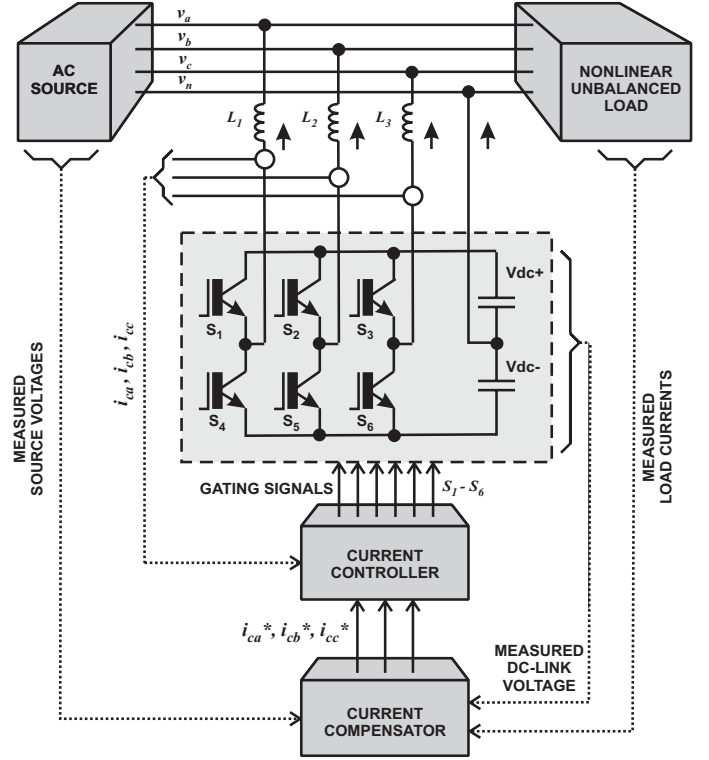 v_a
v_b
v_c
v_n
AC
SOURCE
NONLINEAR
UNBALANCED
LOAD
L_1
L_2
L_3
Vdc+
S_1
S_2
S_3
Vdc-
S_4
S_5
S_6
i_ca, i_cb, i_cc
MEASURED
SOURCE VOLTAGES
MEASURED
LOAD CURRENTS
GATING SIGNALS
S_1 - S_6
CURRENT
CONTROLLER
i_ca*, i_cb*, i_cc*
MEASURED
DC-LINK
VOLTAGE
CURRENT
COMPENSATOR